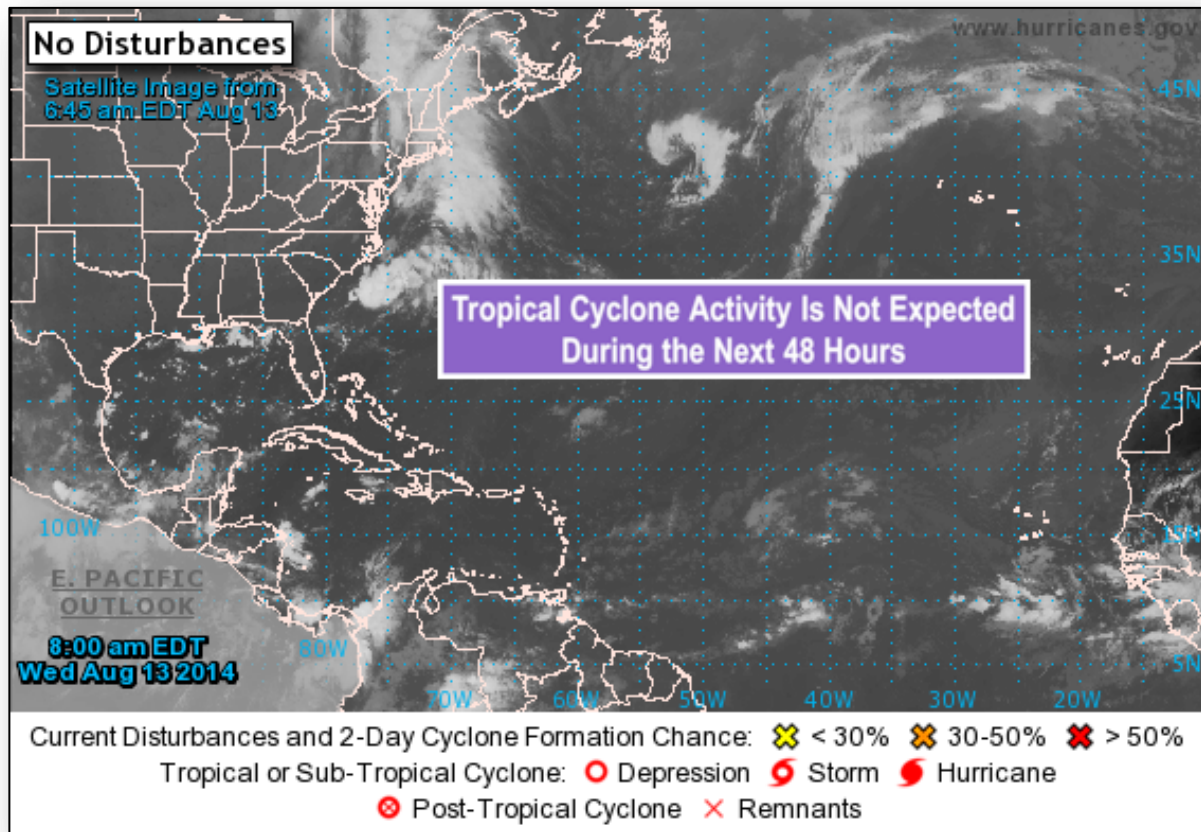 No Disturbances
www.hurricanes.gov
Satellite Image from
6:45 am EDT Aug 13
45N
35N
Tropical Cyclone Activity Is Not Expected
During the Next 48 Hours
25N
100W
15N
E. PACIFIC
OUTLOOK
8:00 am EDT
Wed Aug 13 2014
80W
5N
70W 60W 50W 40W 30W 20W
Current Disturbances and 2-Day Cyclone Formation Chance: < 30% 30-50% > 50%
Tropical or Sub-Tropical Cyclone: Depression Storm Hurricane
Post-Tropical Cyclone Remnants